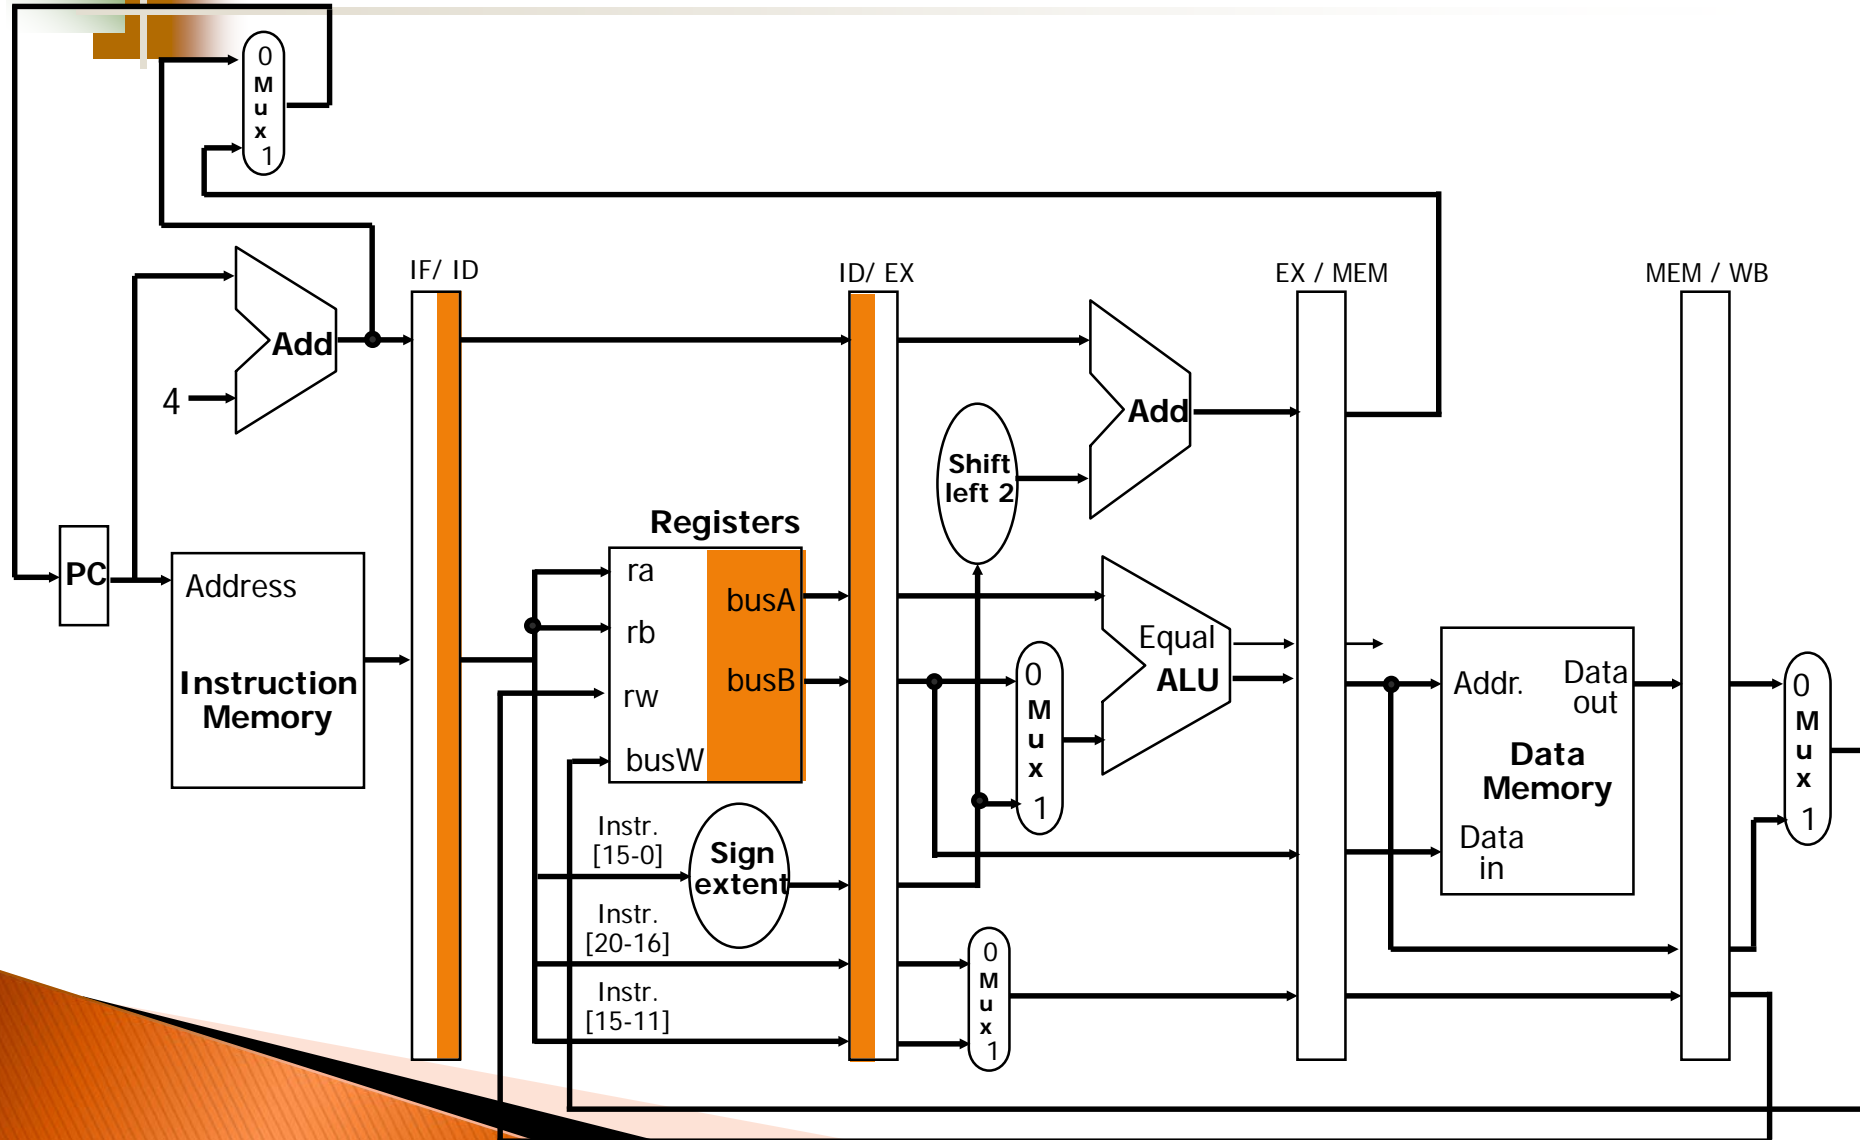 0
M
u
x
1
IF/ ID
ID/ EX
EX / MEM
MEM / WB
Add
4
Add
Shift
left 2
Registers
PC
Address
Instruction
Memory
ra
rb
rw
busW
busA
busB
Equal
ALU
0
M
u
x
1
Addr.
Data
out
Data
Memory
Data
in
0
M
u
x
1
Instr.
[15-0]
Sign
extent
Instr.
[20-16]
Instr.
[15-11]
0
M
u
x
1